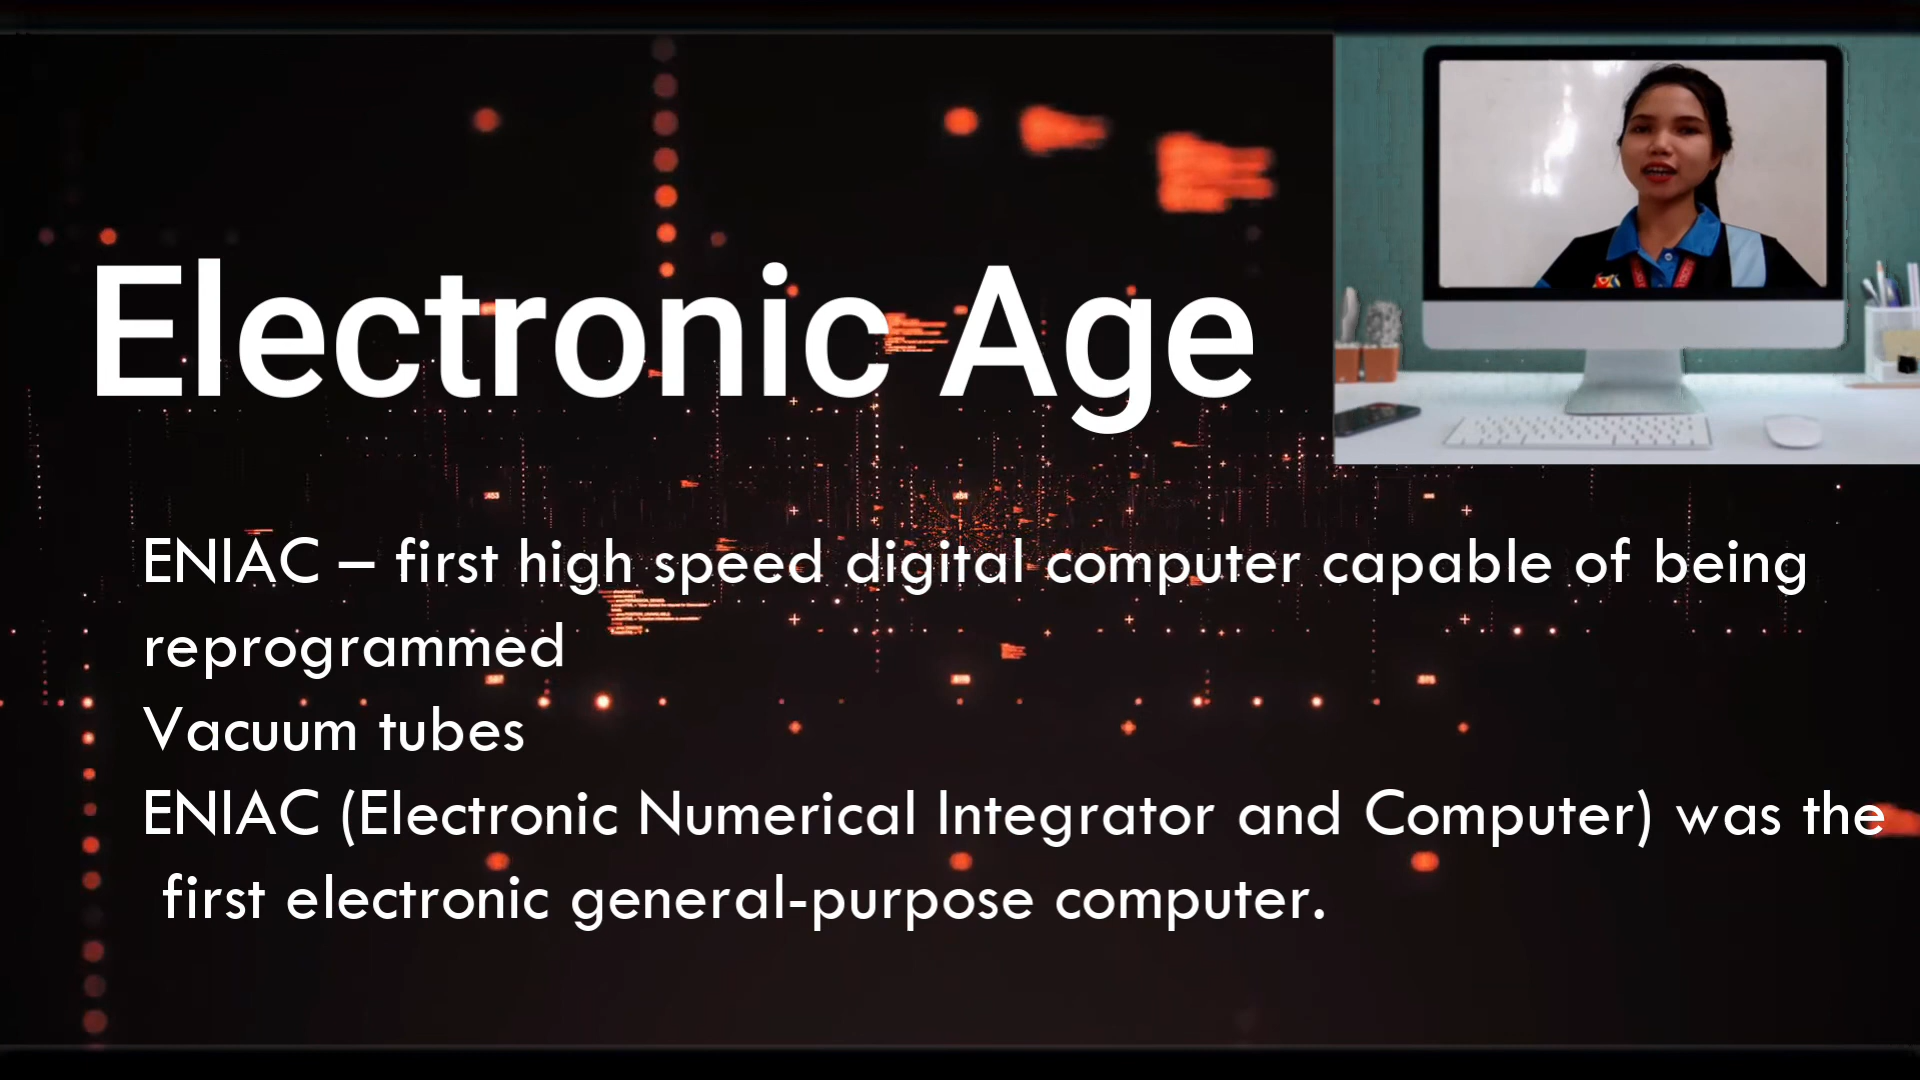 Electronic Age
ENIAC – first high speed digital computer capable of being
reprogrammed
Vacuum tubes
ENIAC (Electronic Numerical Integrator and Computer) was the
first electronic general-purpose computer.